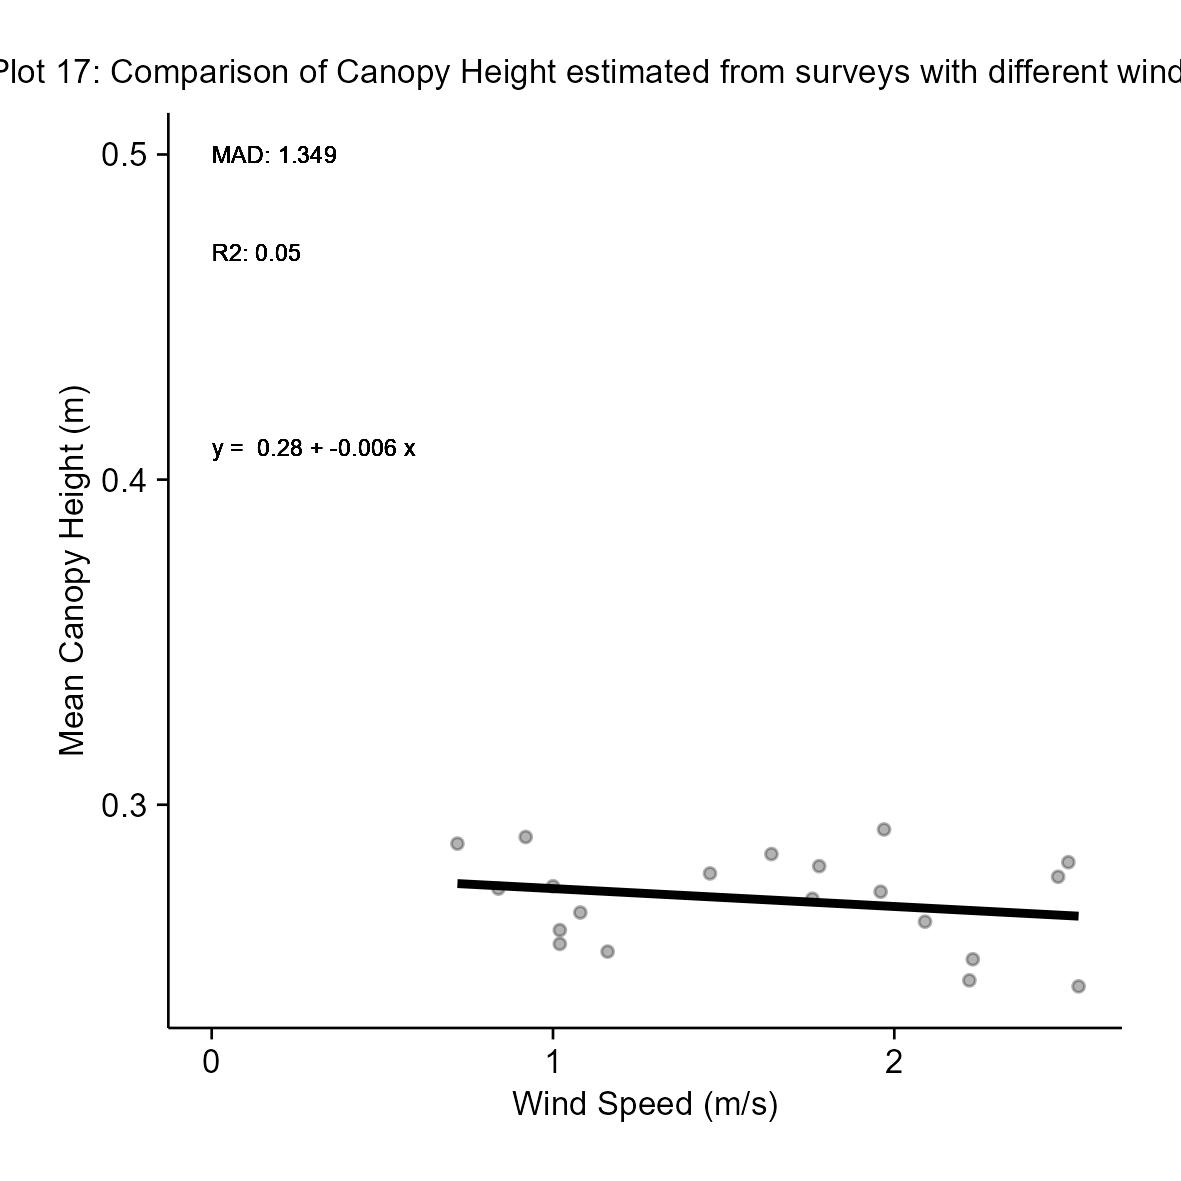 Plot 17: Comparison of Canopy Height estimated from surveys with different wind
0.5
MAD: 1.349
R2: 0.05
y = 0.28 + -0.006 x
0.4
Mean Canopy Height (m)
0.3
0
1
2
Wind Speed (m/s)